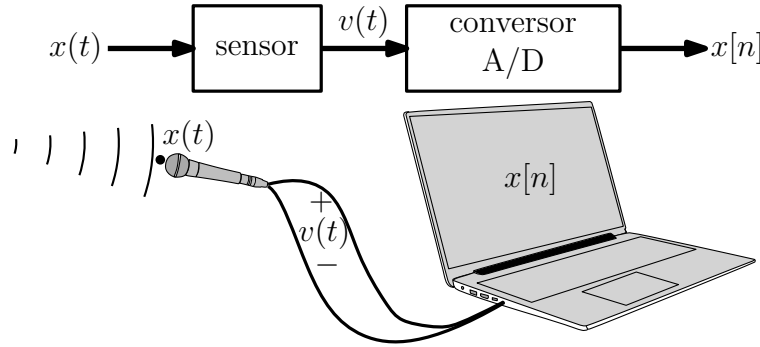 x(t) sensor v(t) conversor A/D x[n]
x(t)
x[n]
+
v(t)
−